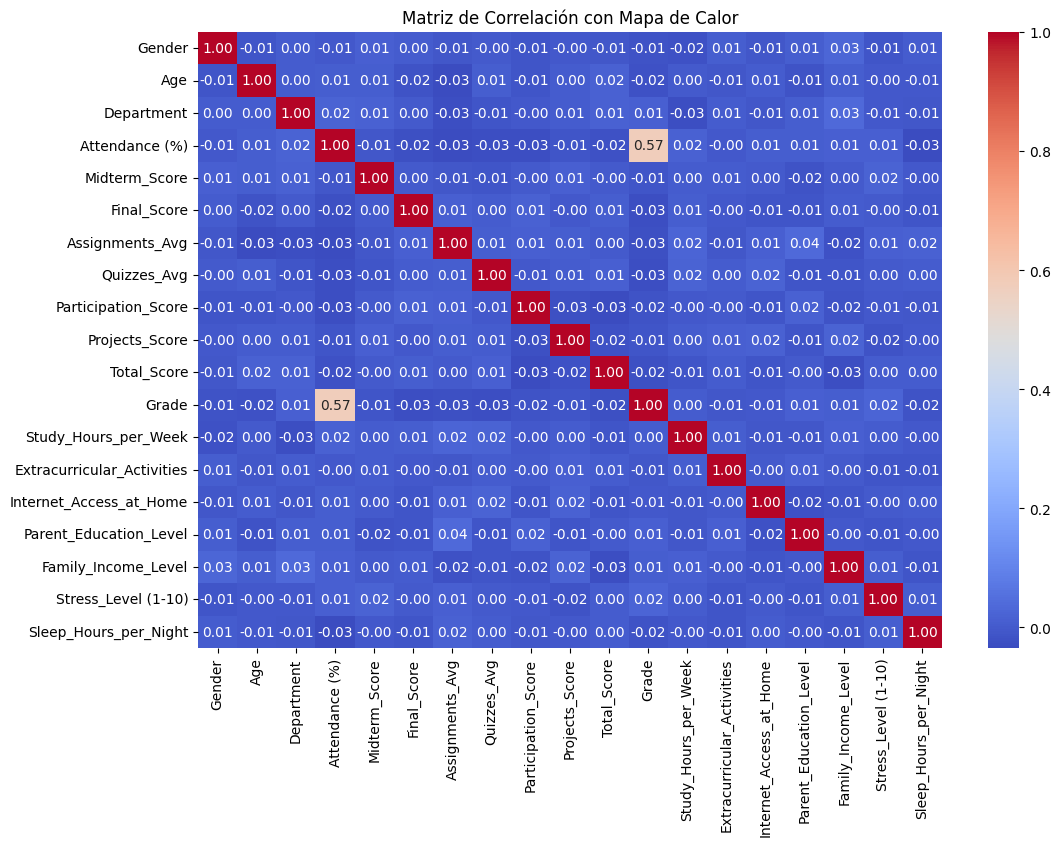 Matriz de Correlación con Mapa de Calor
Gender 1.00 -0.01 0.00 -0.01 0.01 0.00 -0.01 -0.00 -0.01 -0.00 -0.01 -0.01 -0.02 0.01 -0.01 0.01 0.03 -0.01 0.01
Age -0.01 1.00 0.00 0.01 0.01 -0.02 -0.03 0.01 -0.01 0.00 0.02 -0.02 0.00 -0.01 0.01 -0.01 0.01 -0.00 -0.01
Department 0.00 0.00 1.00 0.02 0.01 0.00 -0.03 -0.01 -0.00 0.01 0.01 0.01 -0.03 0.01 -0.01 0.01 0.03 -0.01 -0.01
Attendance (%) -0.01 0.01 0.02 1.00 -0.01 -0.02 -0.03 -0.03 -0.03 -0.01 -0.02 0.57 0.02 -0.00 0.01 0.01 0.01 0.01 -0.03
Midterm_Score 0.01 0.01 0.01 -0.01 1.00 0.00 -0.01 -0.01 -0.01 0.01 -0.00 -0.01 0.00 0.01 0.00 -0.02 0.00 0.02 -0.00
Final_Score 0.00 -0.02 0.00 -0.02 0.00 1.00 0.01 0.00 0.01 -0.00 0.01 -0.03 0.01 -0.00 -0.01 -0.01 0.01 -0.00 -0.01
Assignments_Avg -0.01 -0.03 -0.03 -0.03 -0.01 0.01 1.00 0.01 0.01 0.01 0.00 -0.03 0.02 -0.01 0.01 0.04 -0.02 0.01 0.02
Quizzes_Avg -0.00 0.01 -0.01 -0.03 -0.01 0.00 0.01 1.00 -0.01 0.01 0.01 -0.03 0.02 0.00 0.02 -0.01 -0.01 0.00 0.00
Participation_Score -0.01 -0.01 -0.00 -0.03 -0.01 0.01 0.01 -0.01 1.00 -0.03 -0.03 -0.02 -0.00 -0.00 -0.01 0.02 -0.02 -0.01 -0.01
Projects_Score -0.00 0.00 0.01 -0.01 0.01 -0.00 0.01 0.01 -0.03 1.00 -0.02 -0.01 -0.00 0.01 0.02 -0.01 0.02 -0.02 -0.00
Total_Score -0.01 0.02 0.01 -0.02 -0.00 0.01 0.00 0.01 -0.03 -0.02 1.00 -0.02 -0.01 0.01 -0.01 -0.00 -0.03 0.00 0.00
Grade -0.01 -0.02 0.01 0.57 -0.01 -0.03 -0.03 -0.03 -0.02 -0.01 -0.02 1.00 0.00 -0.01 -0.01 0.01 0.01 0.02 -0.02
Study_Hours_per_Week -0.02 0.00 -0.03 0.02 0.00 0.01 0.02 0.02 -0.00 -0.00 -0.01 0.00 1.00 0.01 -0.01 -0.01 0.01 0.00 -0.00
Extracurricular_Activities 0.01 -0.01 0.01 -0.00 0.01 -0.00 -0.01 0.00 -0.00 0.01 0.01 -0.01 0.01 1.00 -0.00 0.01 -0.00 -0.01 -0.01
Internet_Access_at_Home -0.01 0.01 -0.01 0.01 0.00 -0.01 0.01 0.02 -0.01 0.02 -0.01 -0.01 -0.01 -0.00 1.00 -0.02 -0.01 -0.00 0.00
Parent_Education_Level 0.01 -0.01 0.01 0.01 -0.02 -0.01 0.04 -0.01 0.02 -0.01 -0.00 0.01 -0.01 0.01 -0.02 1.00 -0.00 -0.01 -0.00
Family_Income_Level 0.03 0.01 0.03 0.01 0.00 0.01 -0.02 -0.01 -0.02 0.02 -0.03 0.01 0.01 -0.00 -0.01 -0.00 1.00 0.01 -0.01
Stress_Level (1-10) -0.01 -0.00 -0.01 0.01 0.02 -0.00 0.01 0.00 -0.01 -0.02 0.00 0.02 0.00 -0.01 -0.00 -0.01 0.01 1.00 0.01
Sleep_Hours_per_Night 0.01 -0.01 -0.01 -0.03 -0.00 -0.01 0.02 0.00 -0.01 -0.00 0.00 -0.02 -0.00 -0.01 0.00 -0.00 -0.01 0.01 1.00
Gender
Age
Department
Attendance (%)
Midterm_Score
Final_Score
Assignments_Avg
Quizzes_Avg
Participation_Score
Projects_Score
Total_Score
Grade
Study_Hours_per_Week
Extracurricular_Activities
Internet_Access_at_Home
Parent_Education_Level
Family_Income_Level
Stress_Level (1-10)
Sleep_Hours_per_Night
1.0
0.8
0.6
0.4
0.2
0.0